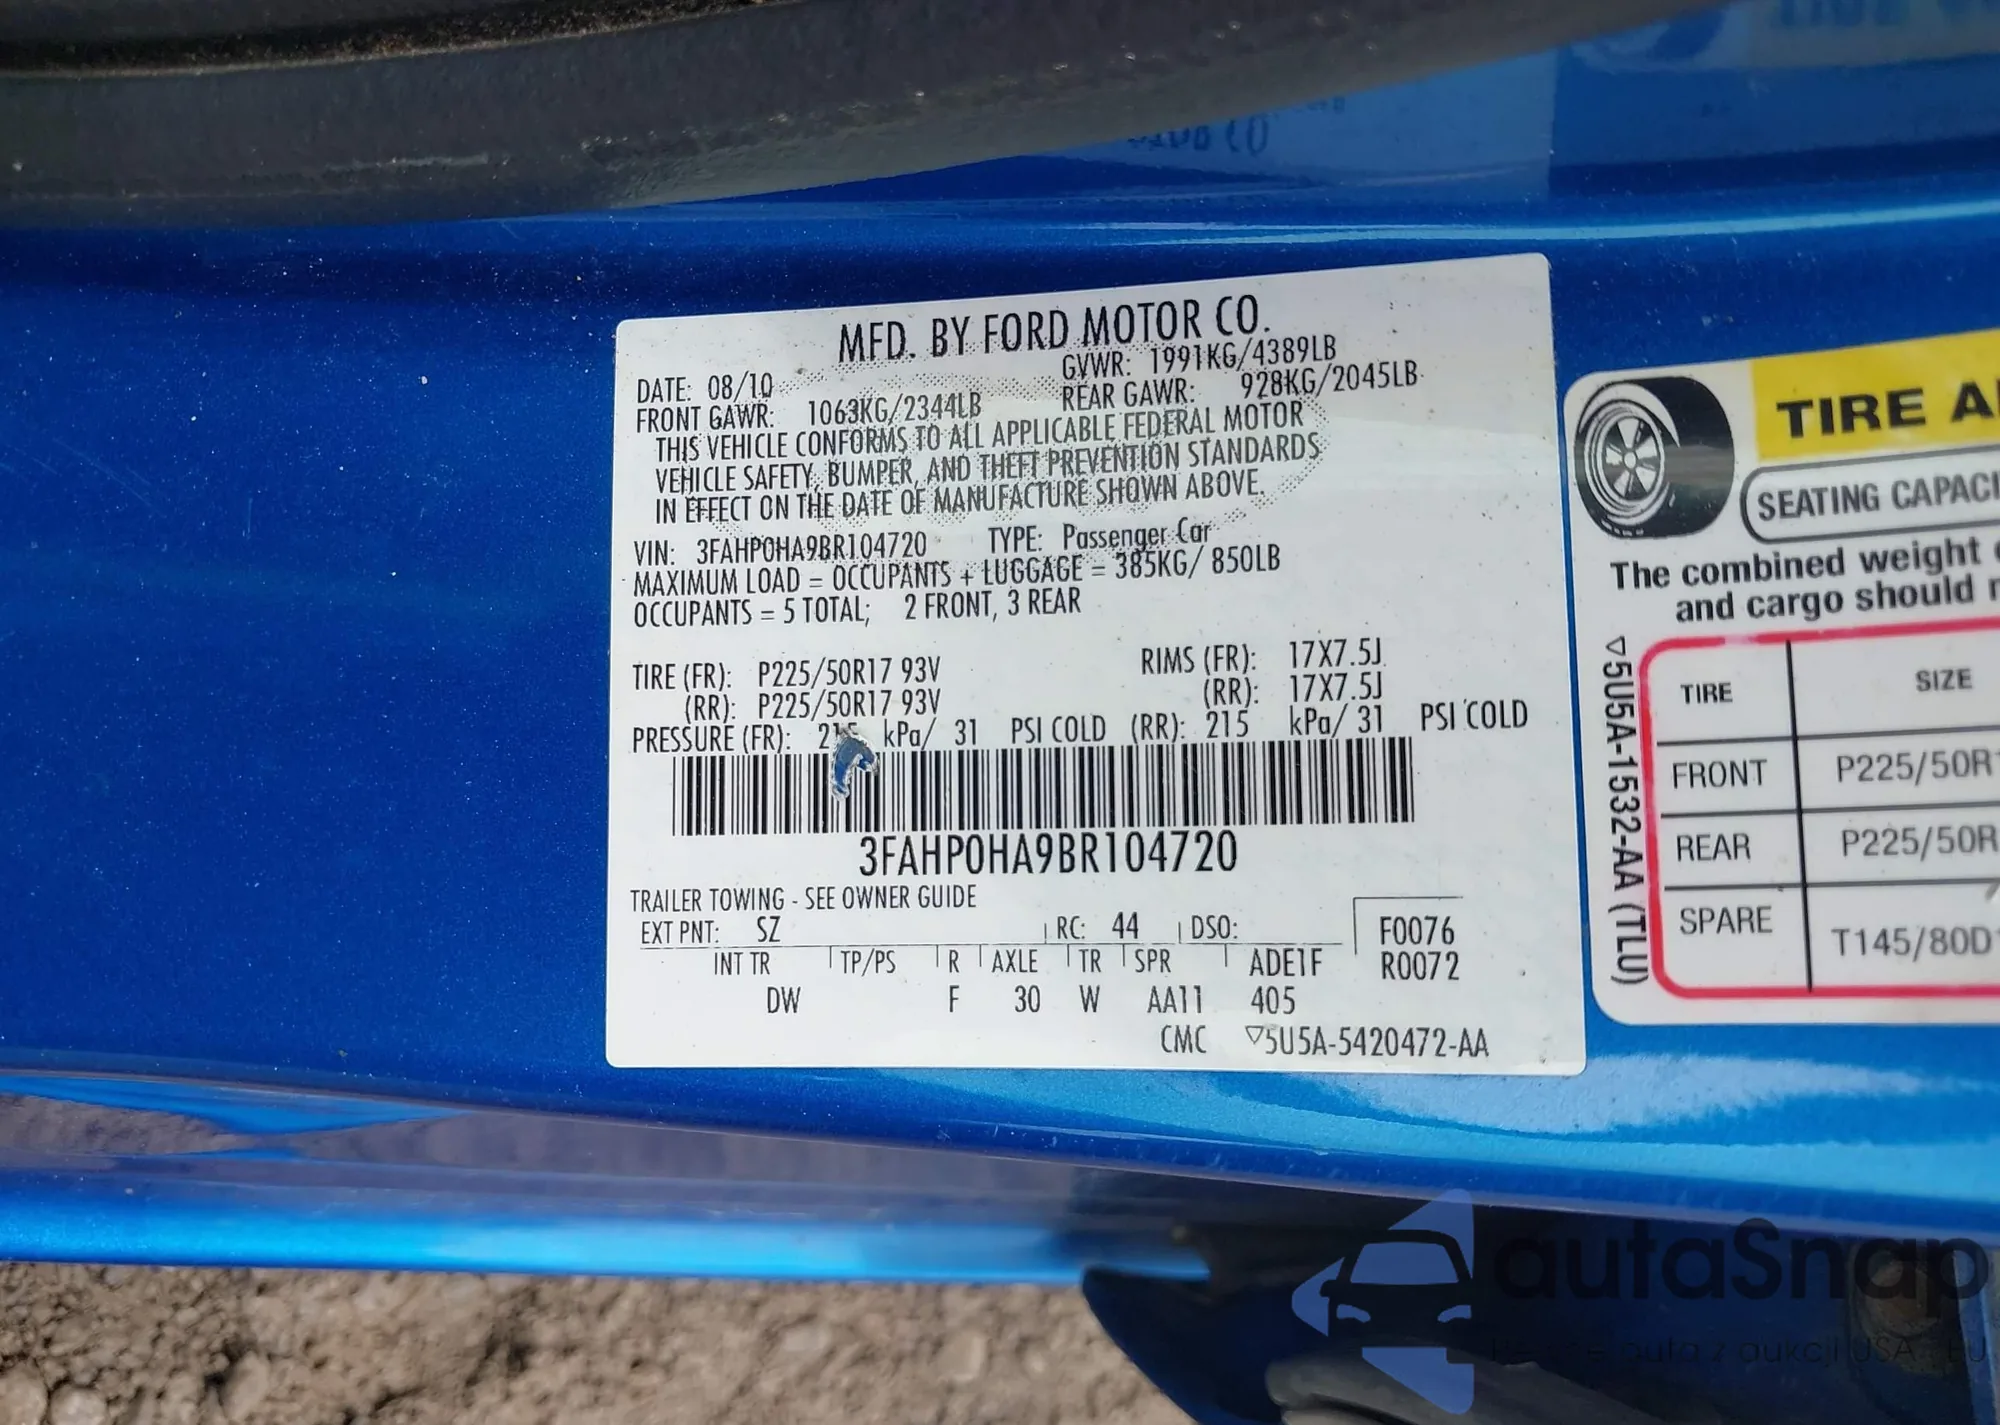 MFD. BY FORD MOTOR CO.
DATE: 08/10 GVWR: 1991KG/4389LB
FRONT GAWR: 1063KG/2344LB REAR GAWR: 928KG/2045LB
THIS VEHICLE CONFORMS TO ALL APPLICABLE FEDERAL MOTOR
VEHICLE SAFETY, BUMPER, AND THEFT PREVENTION STANDARDS
IN EFFECT ON THE DATE OF MANUFACTURE SHOWN ABOVE.
VIN: 3FAHP0HA9BR104720 TYPE: Passenger Car
MAXIMUM LOAD = OCCUPANTS + LUGGAGE = 385KG/ 850LB
OCCUPANTS = 5 TOTAL; 2 FRONT, 3 REAR
TIRE (FR): P225/50R17 93V RIMS (FR): 17X7.5J
(RR): P225/50R17 93V (RR): 17X7.5J
PRESSURE (FR): 215 kPa/ 31 PSI COLD (RR): 215 kPa/ 31 PSI COLD
3FAHP0HA9BR104720
TRAILER TOWING - SEE OWNER GUIDE
EXT PNT: SZ RC: 44 DSO: F0076
INT TR TP/PS R AXLE TR SPR ADE1F R0072
DW F 30 W AA11 405
CMC ▽5U5A-5420472-AA
TIRE
SEATING CAPACI
The combined weight
and cargo should
▽5U5A-1532-AA (TLU)
TIRE SIZE
FRONT P225/50R
REAR P225/50R
SPARE T145/80D
autoSnap
auta z aukcji USA